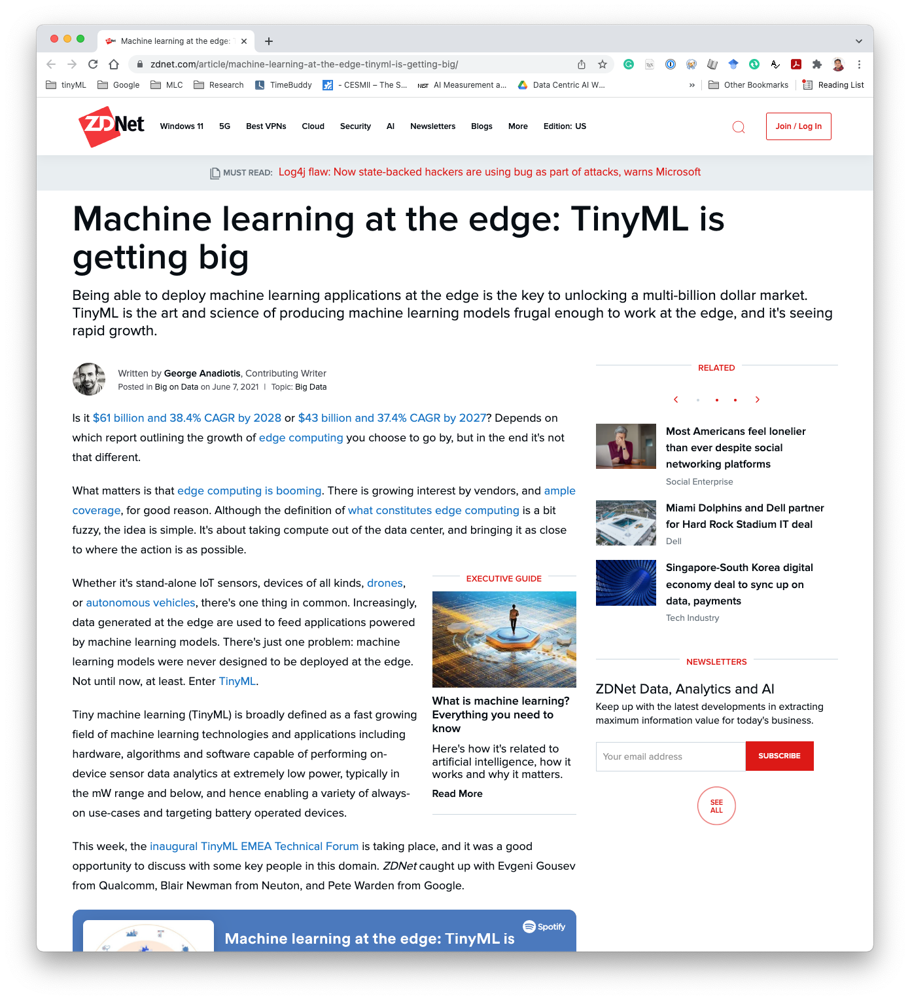 Machine learning at the edge: T
zdnet.com/article/machine-learning-at-the-edge-tinyml-is-getting-big/
tinyML Google MLC Research TimeBuddy - CESMII – The S... NIST AI Measurement a... Data Centric AI W... » Other Bookmarks Reading List
ZDNet Windows 11 5G Best VPNs Cloud Security AI Newsletters Blogs More Edition: US Join / Log In
MUST READ: Log4j flaw: Now state-backed hackers are using bug as part of attacks, warns Microsoft
Machine learning at the edge: TinyML is
getting big
Being able to deploy machine learning applications at the edge is the key to unlocking a multi-billion dollar market.
TinyML is the art and science of producing machine learning models frugal enough to work at the edge, and it's seeing
rapid growth.
Written by George Anadiotis, Contributing Writer
Posted in Big on Data on June 7, 2021 | Topic: Big Data
Is it $61 billion and 38.4% CAGR by 2028 or $43 billion and 37.4% CAGR by 2027? Depends on
which report outlining the growth of edge computing you choose to go by, but in the end it's not
that different.
What matters is that edge computing is booming. There is growing interest by vendors, and ample
coverage, for good reason. Although the definition of what constitutes edge computing is a bit
fuzzy, the idea is simple. It's about taking compute out of the data center, and bringing it as close
to where the action is as possible.
Whether it's stand-alone IoT sensors, devices of all kinds, drones,
or autonomous vehicles, there's one thing in common. Increasingly,
data generated at the edge are used to feed applications powered
by machine learning models. There's just one problem: machine
learning models were never designed to be deployed at the edge.
Not until now, at least. Enter TinyML.
Tiny machine learning (TinyML) is broadly defined as a fast growing
field of machine learning technologies and applications including
hardware, algorithms and software capable of performing on-
device sensor data analytics at extremely low power, typically in
the mW range and below, and hence enabling a variety of always-
on use-cases and targeting battery operated devices.
EXECUTIVE GUIDE
What is machine learning?
Everything you need to
know
Here's how it's related to
artificial intelligence, how it
works and why it matters.
Read More
This week, the inaugural TinyML EMEA Technical Forum is taking place, and it was a good
opportunity to discuss with some key people in this domain. ZDNet caught up with Evgeni Gousev
from Qualcomm, Blair Newman from Neuton, and Pete Warden from Google.
Spotify
Machine learning at the edge: TinyML is
RELATED
Most Americans feel lonelier
than ever despite social
networking platforms
Social Enterprise
Miami Dolphins and Dell partner
for Hard Rock Stadium IT deal
Dell
Singapore-South Korea digital
economy deal to sync up on
data, payments
Tech Industry
NEWSLETTERS
ZDNet Data, Analytics and AI
Keep up with the latest developments in extracting
maximum information value for today's business.
Your email address SUBSCRIBE
SEE
ALL